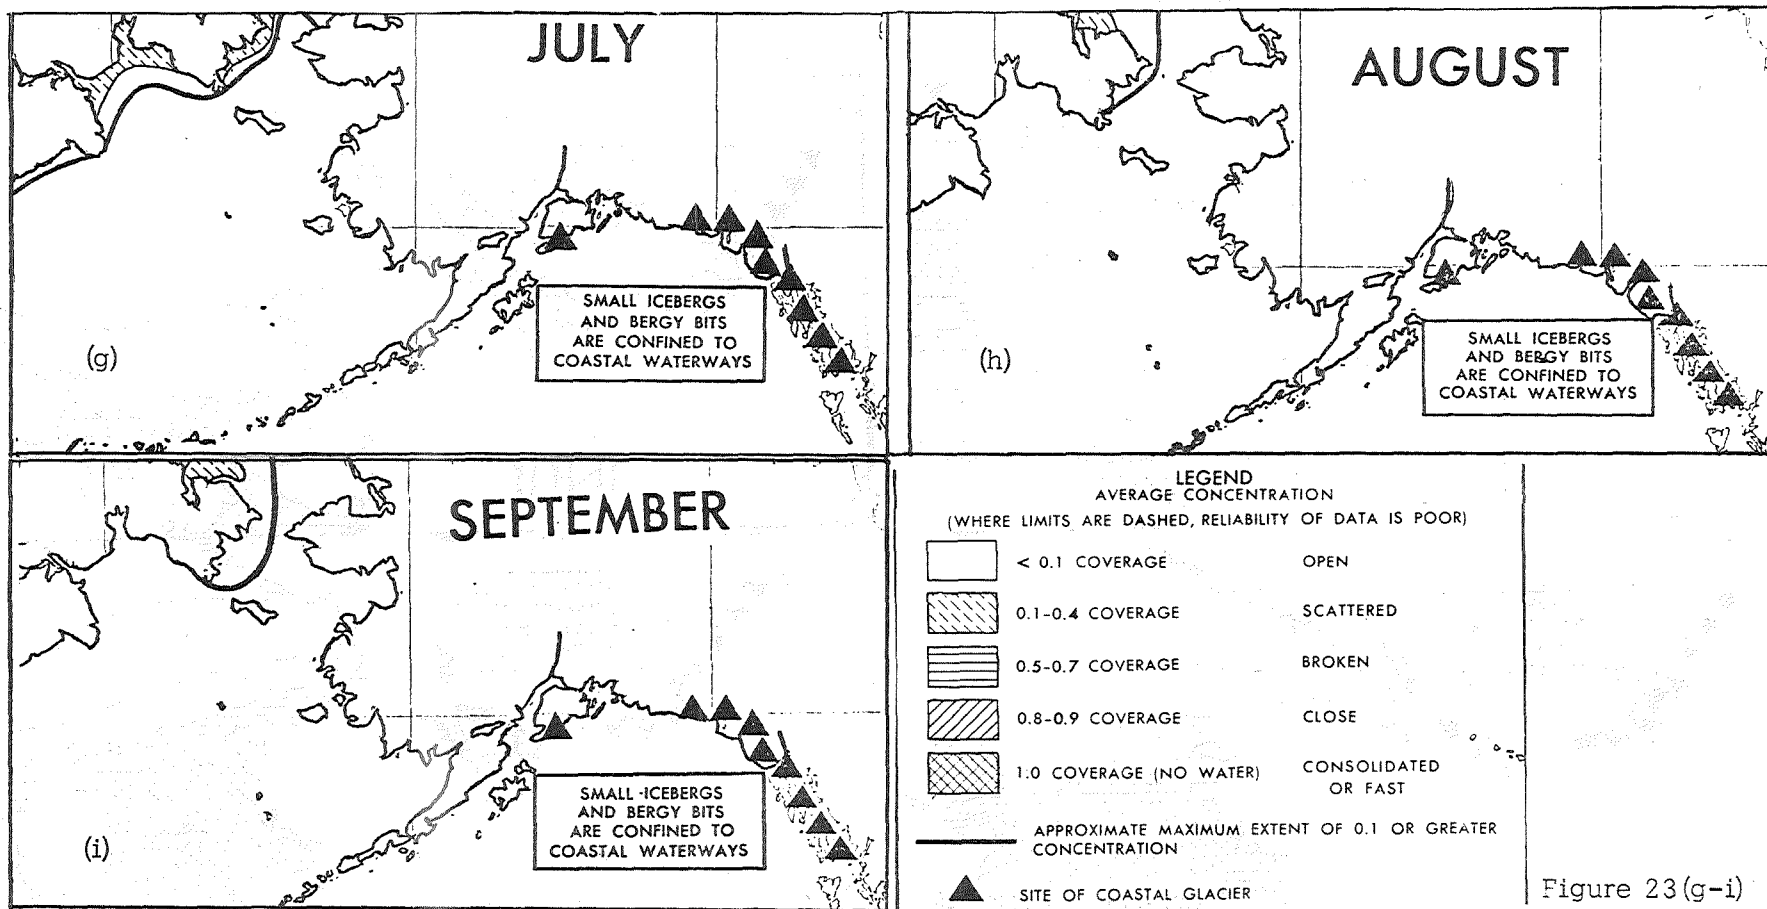 JULY
SMALL ICEBERGS
AND BERGY BITS
ARE CONFINED TO
COASTAL WATERWAYS
(g)
AUGUST
SMALL ICEBERGS
AND BERGY BITS
ARE CONFINED TO
COASTAL WATERWAYS
(h)
SEPTEMBER
SMALL ICEBERGS
AND BERGY BITS
ARE CONFINED TO
COASTAL WATERWAYS
(i)
LEGEND
AVERAGE CONCENTRATION
(WHERE LIMITS ARE DASHED, RELIABILITY OF DATA IS POOR)
< 0.1 COVERAGE OPEN
0.1-0.4 COVERAGE SCATTERED
0.5-0.7 COVERAGE BROKEN
0.8-0.9 COVERAGE CLOSE
1.0 COVERAGE (NO WATER) CONSOLIDATED
OR FAST
APPROXIMATE MAXIMUM EXTENT OF 0.1 OR GREATER
CONCENTRATION
SITE OF COASTAL GLACIER
Figure 23(g-i)